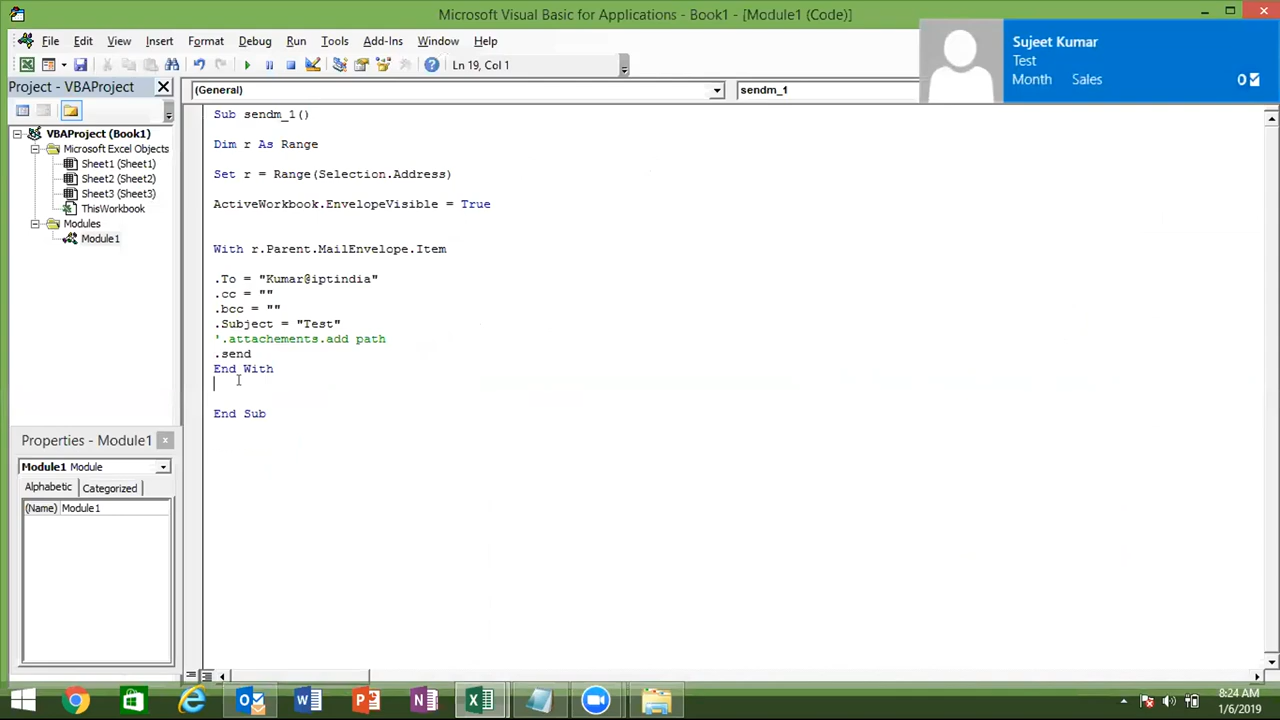 Microsoft Visual Basic for Applications - Book1 - [Module1 (Code)]
File Edit View Insert Format Debug Run Tools Add-Ins Window Help
Ln 19, Col 1
Sujeet Kumar
Test
Month Sales
0
Project - VBAProject
(General)
sendm_1
VBAProject (Book1)
Microsoft Excel Objects
Sheet1 (Sheet1)
Sheet2 (Sheet2)
Sheet3 (Sheet3)
ThisWorkbook
Modules
Module1
Sub sendm_1()
Dim r As Range
Set r = Range(Selection.Address)
ActiveWorkbook.EnvelopeVisible = True
With r.Parent.MailEnvelope.Item
.To = "Kumar@iptindia"
.cc = ""
.bcc = ""
.Subject = "Test"
'.attachements.add path
.send
End With
End Sub
Properties - Module1
Module1 Module
Alphabetic Categorized
(Name) Module1
8:24 AM
1/6/2019